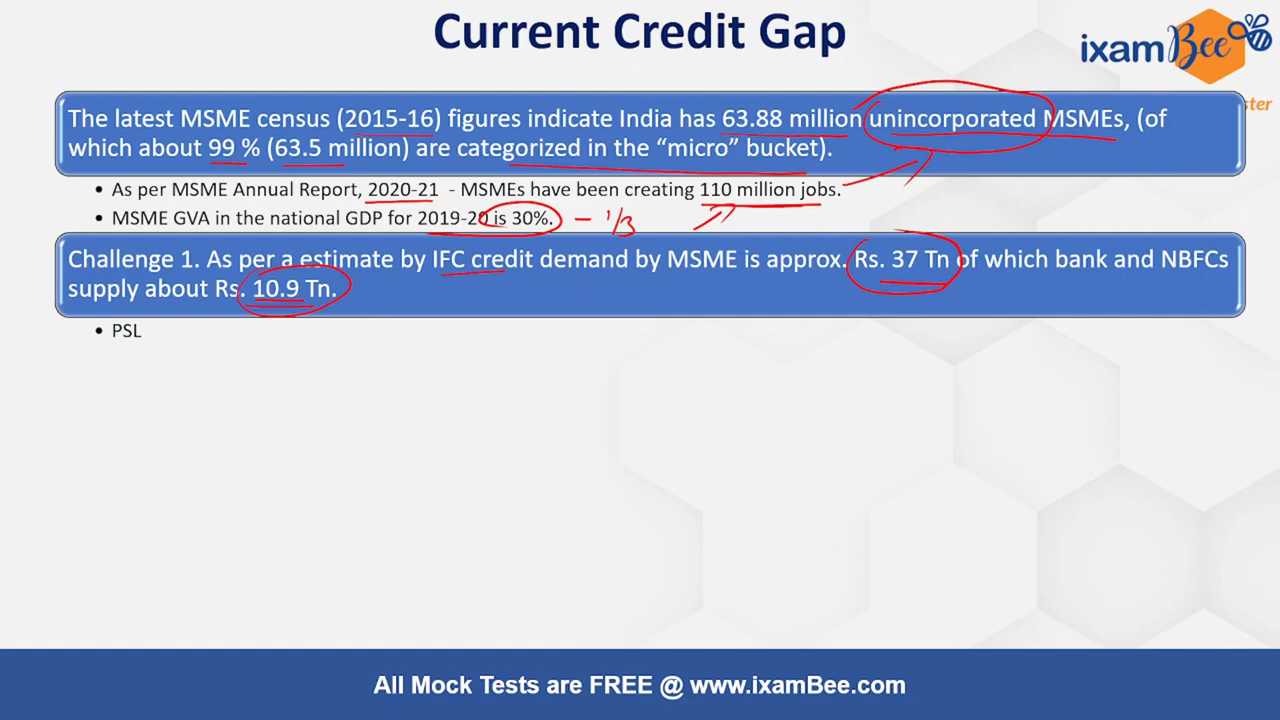 Current Credit Gap
ixamBee
ster
The latest MSME census (2015-16) figures indicate India has 63.88 million unincorporated MSMEs, (of
which about 99 % (63.5 million) are categorized in the “micro” bucket).
• As per MSME Annual Report, 2020-21 - MSMEs have been creating 110 million jobs.
• MSME GVA in the national GDP for 2019-20 is 30%. – 1/3
Challenge 1. As per a estimate by IFC credit demand by MSME is approx. Rs. 37 Tn of which bank and NBFCs
supply about Rs. 10.9 Tn.
• PSL
All Mock Tests are FREE @ www.ixamBee.com